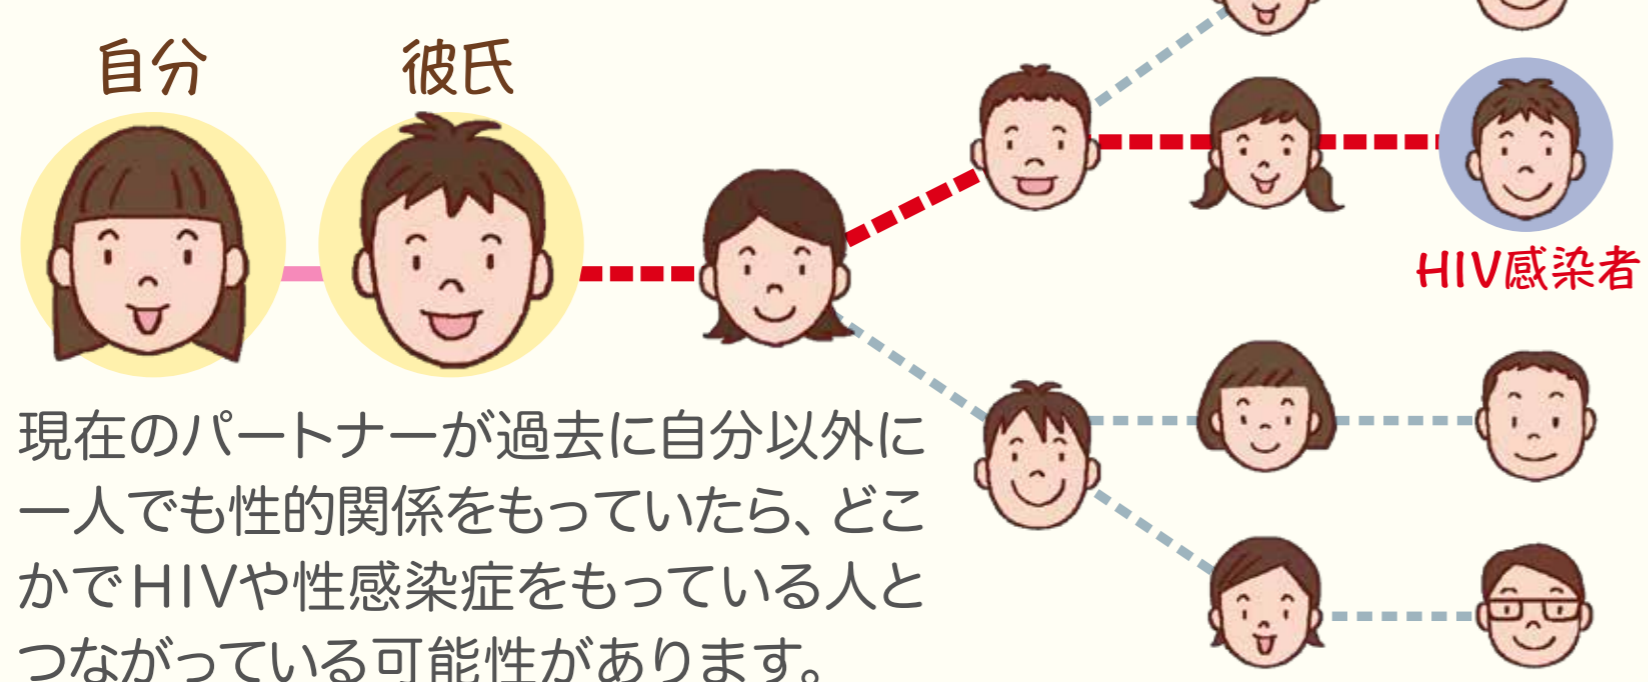 自分
彼氏
HIV感染者
現在のパートナーが過去に自分以外に
一人でも性的関係をもっていたら、どこ
かでHIVや性感染症をもっている人と
つながっている可能性があります。